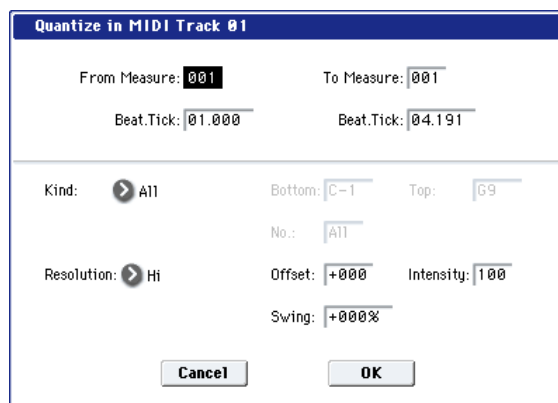 Quantize in MIDI Track 01
From Measure: 001 To Measure: 001
Beat.Tick: 01.000 Beat.Tick: 04.191
Kind: All Bottom: C-1 Top: G9
No.: All
Resolution: Hi Offset: +000 Intensity: 100
Swing: +000%
Cancel OK